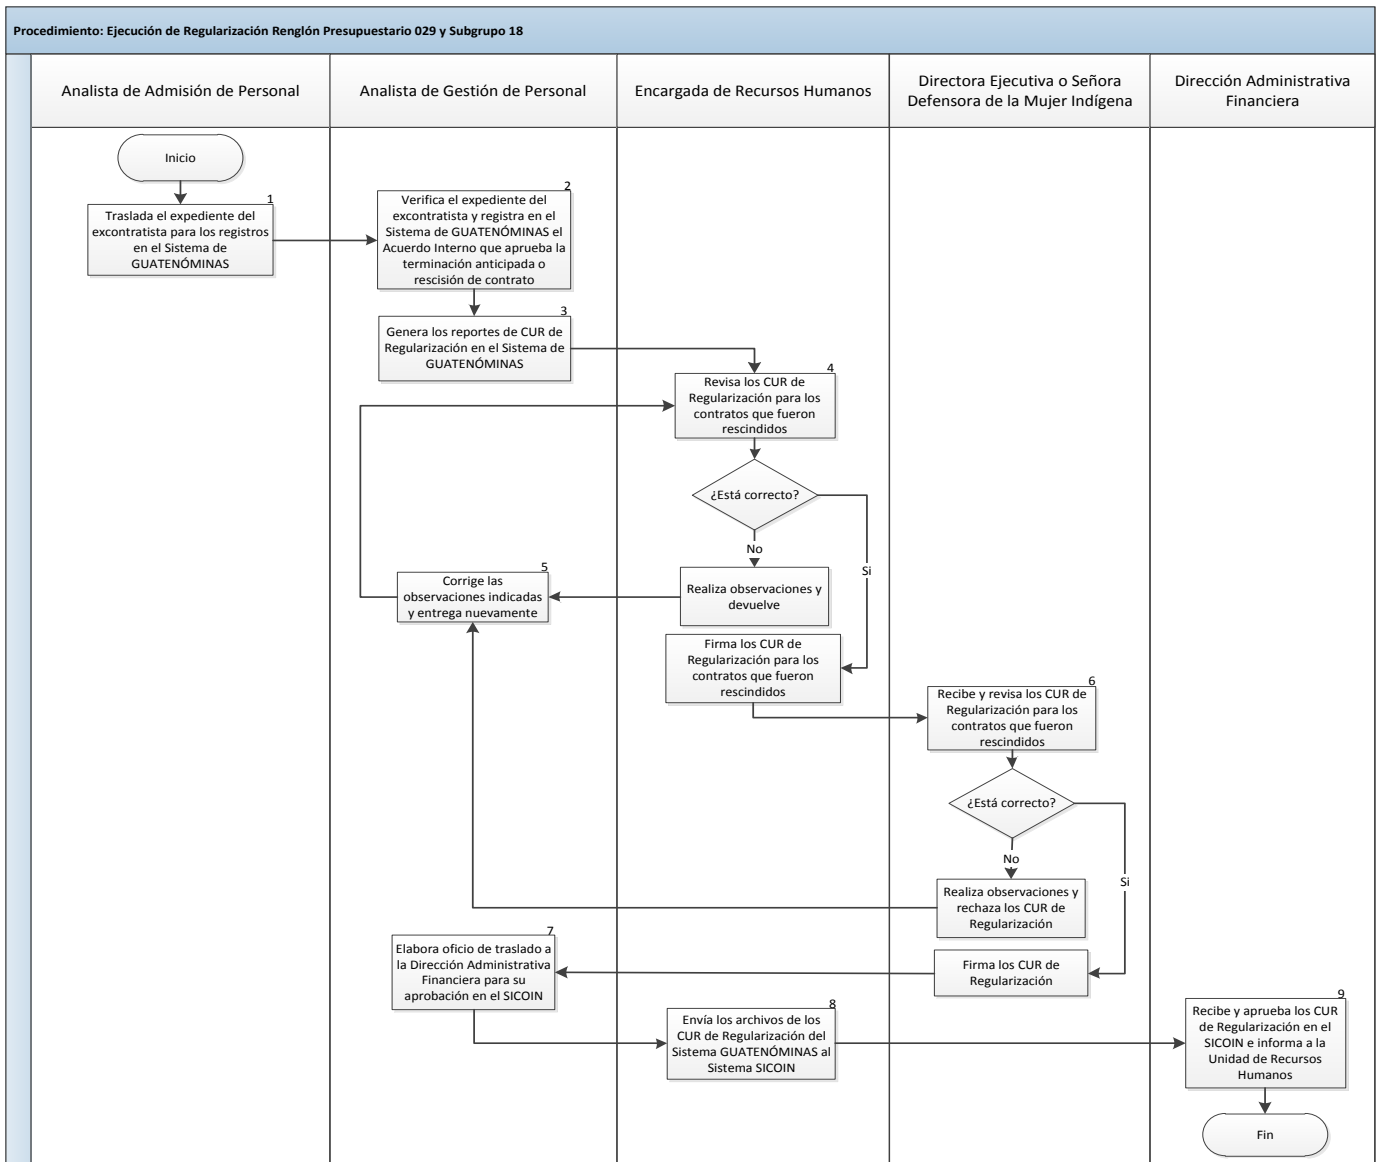 Procedimiento: Ejecución de Regularización Renglón Presupuestario 029 y Subgrupo 18
Analista de Admisión de Personal
Analista de Gestión de Personal
Encargada de Recursos Humanos
Directora Ejecutiva o Señora
Defensora de la Mujer Indígena
Dirección Administrativa
Financiera
Inicio
1
Traslada el expediente del
excontratista para los registros
en el Sistema de
GUATENÓMINAS
2
Verifica el expediente del
excontratista y registra en el
Sistema de GUATENÓMINAS el
Acuerdo Interno que aprueba la
terminación anticipada o
rescisión de contrato
3
Genera los reportes de CUR de
Regularización en el Sistema de
GUATENÓMINAS
4
Revisa los CUR de
Regularización para los
contratos que fueron
rescindidos
¿Está correcto?
No
Si
Realiza observaciones y
devuelve
5
Corrige las
observaciones indicadas
y entrega nuevamente
Firma los CUR de
Regularización para los
contratos que fueron
rescindidos
6
Recibe y revisa los CUR de
Regularización para los
contratos que fueron
rescindidos
¿Está correcto?
No
Si
Realiza observaciones y
rechaza los CUR de
Regularización
Firma los CUR de
Regularización
7
Elabora oficio de traslado a
la Dirección Administrativa
Financiera para su
aprobación en el SICOIN
8
Envía los archivos de los
CUR de Regularización del
Sistema GUATENÓMINAS al
Sistema SICOIN
9
Recibe y aprueba los CUR
de Regularización en el
SICOIN e informa a la
Unidad de Recursos
Humanos
Fin